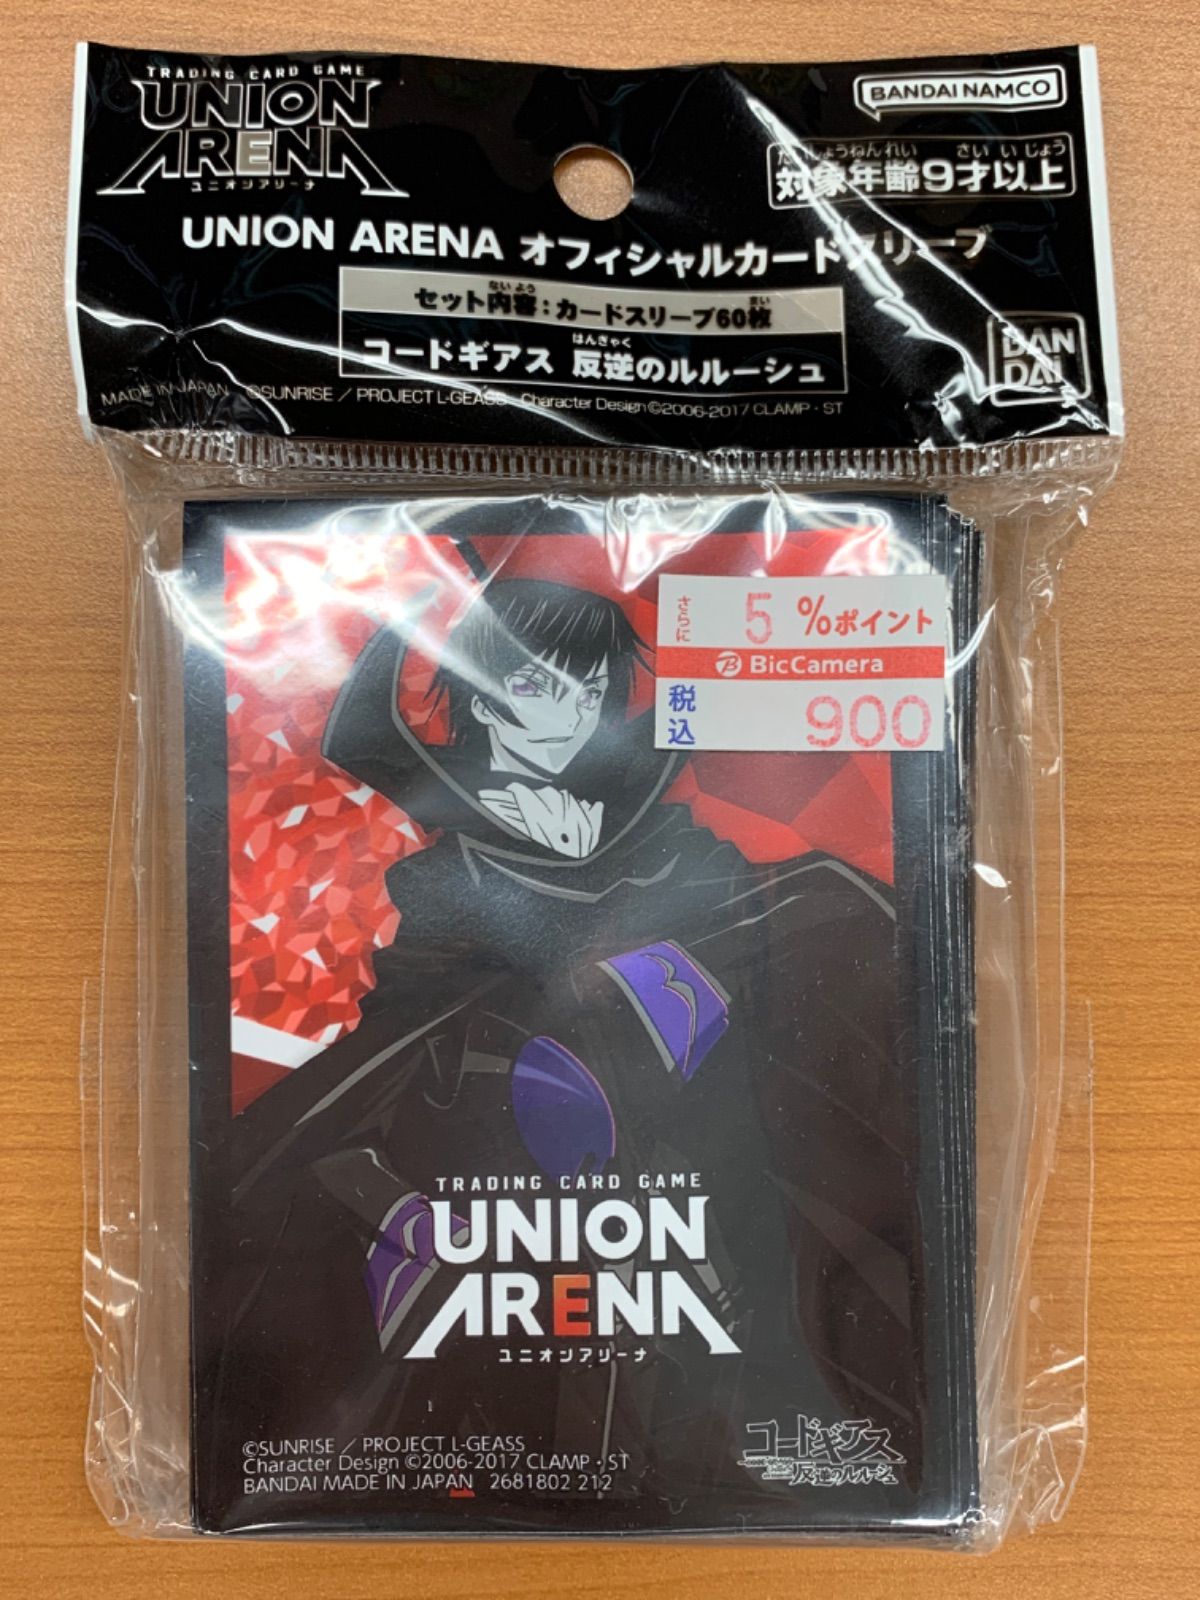 TRADING CARD GAME
UNION
ARENA
ユニオンアリーナ
BANDAI NAMCO
たいしょうねんれい さいいじょう
対象年齢9才以上
UNION ARENA オフィシャルカードスリーブ
ないよう まい
セット内容:カードスリーブ60枚
はんぎゃく
コードギアス 反逆のルルーシュ
BAN
DAI
MADE IN JAPAN ©SUNRISE / PROJECT L-GEASS Character Design ©2006-2017 CLAMP・ST
さらに 5 %ポイント
BicCamera
税込 900
TRADING CARD GAME
UNION
ARENA
ユニオンアリーナ
©SUNRISE / PROJECT L-GEASS
Character Design ©2006-2017 CLAMP・ST
BANDAI MADE IN JAPAN 2681802 212
コードギアス
反逆のルルーシュ